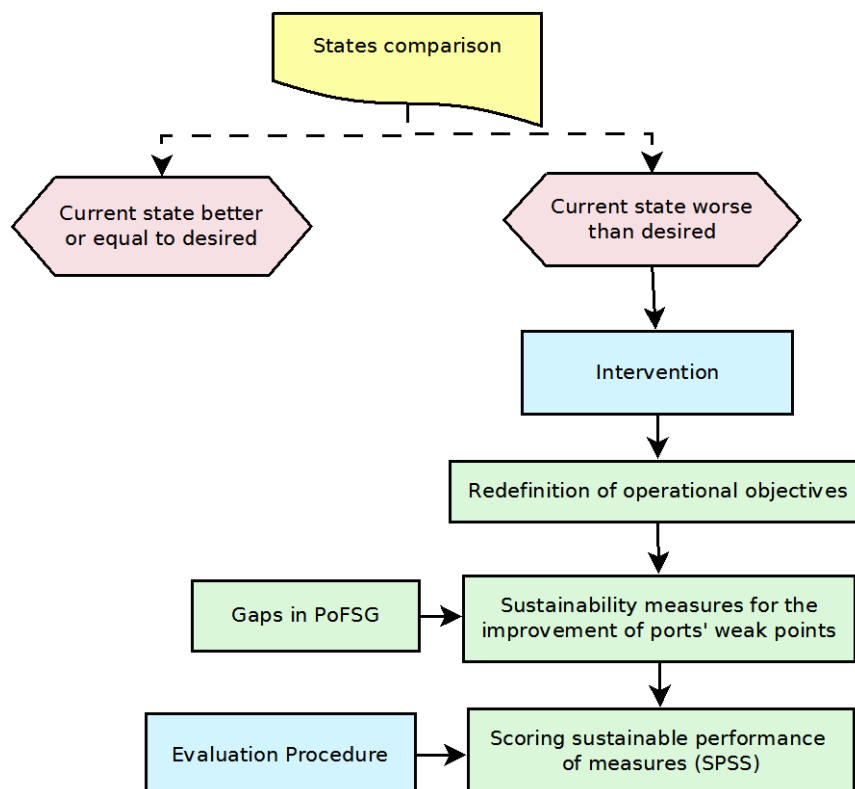 States comparison
Current state better
or equal to desired
Current state worse
than desired
Intervention
Redefinition of operational objectives
Gaps in PoFSG
Sustainability measures for the
improvement of ports' weak points
Evaluation Procedure
Scoring sustainable performance
of measures (SPSS)